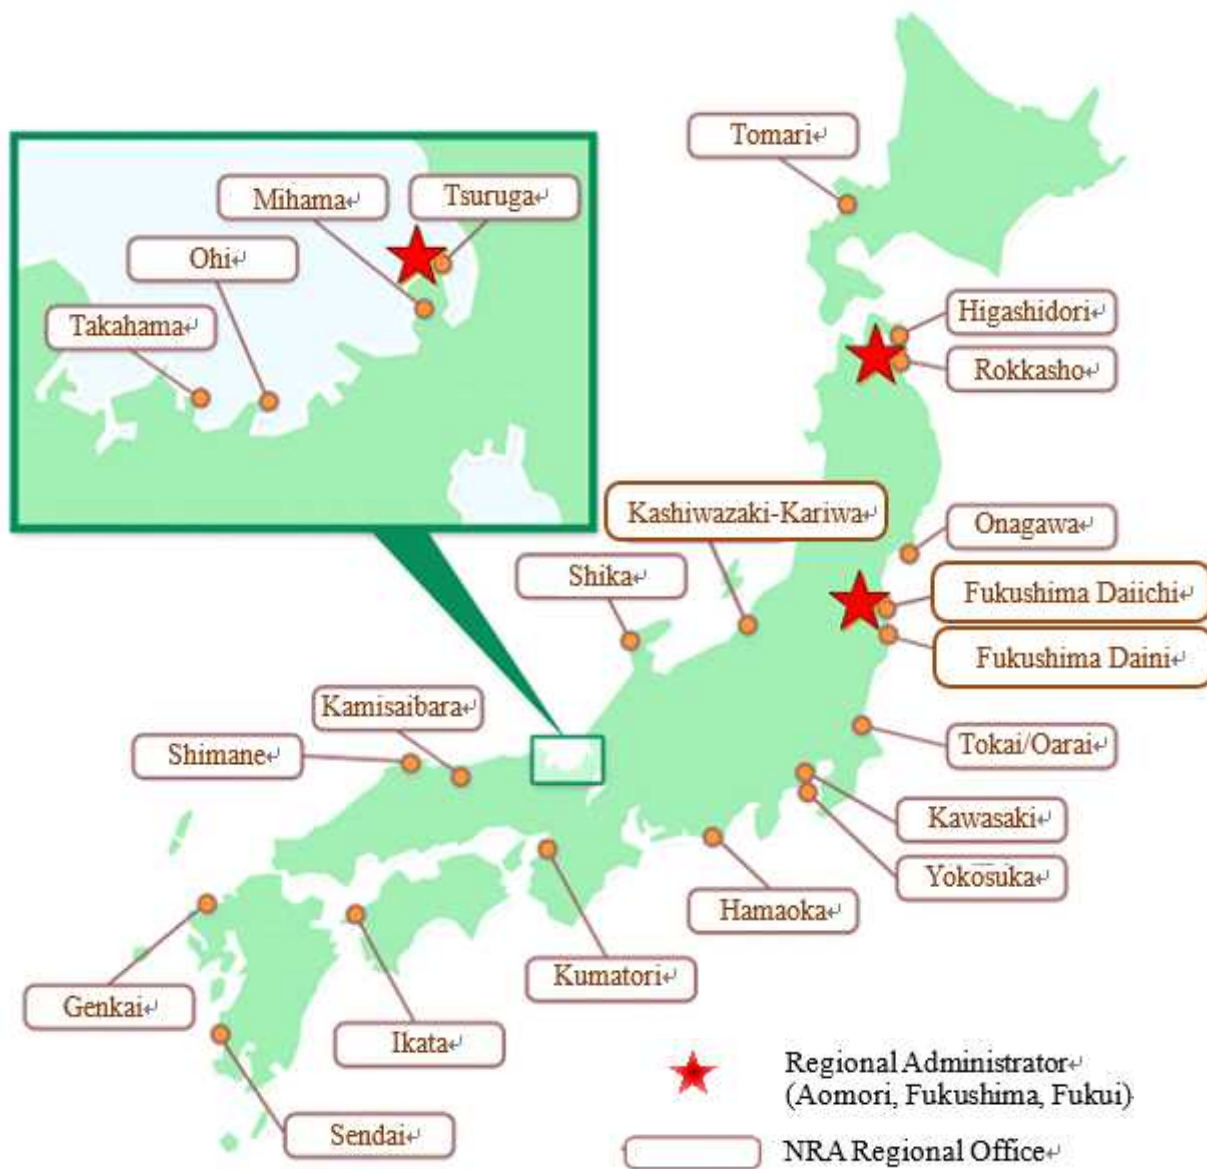 Tomari↵
Mihama↵
Tsuruga↵
Ohi↵
Takahama↵
Higashidori↵
Rokkasho↵
Kashiwazaki-Kariwa↵
Onagawa↵
Shika↵
Fukushima Daiichi↵
Fukushima Daini↵
Kamisaibara↵
Shimane↵
Tokai/Oarai↵
Kawasaki↵
Yokosuka↵
Hamaoka↵
Kumatori↵
Genkai↵
Ikata↵
Sendai↵
Regional Administrator↵
(Aomori, Fukushima, Fukui)↵
NRA Regional Office↵